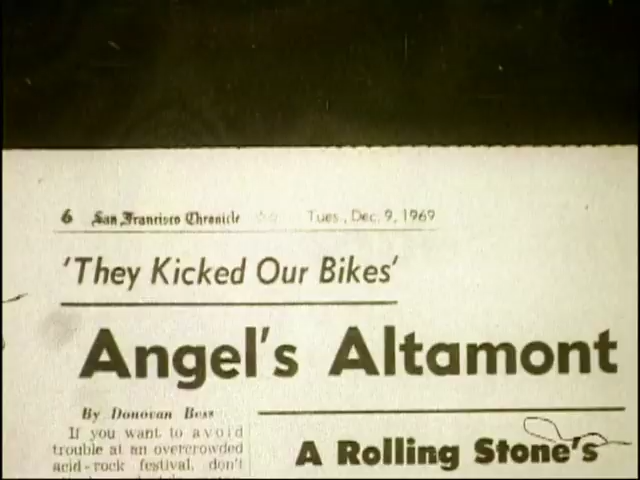 6 San Francisco Chronicle Tues., Dec. 9, 1969
'They Kicked Our Bikes'
Angel's Altamont
By Donovan Bess
If you want to avoid
trouble at an overcrowded
acid-rock festival, don't
A Rolling Stone's